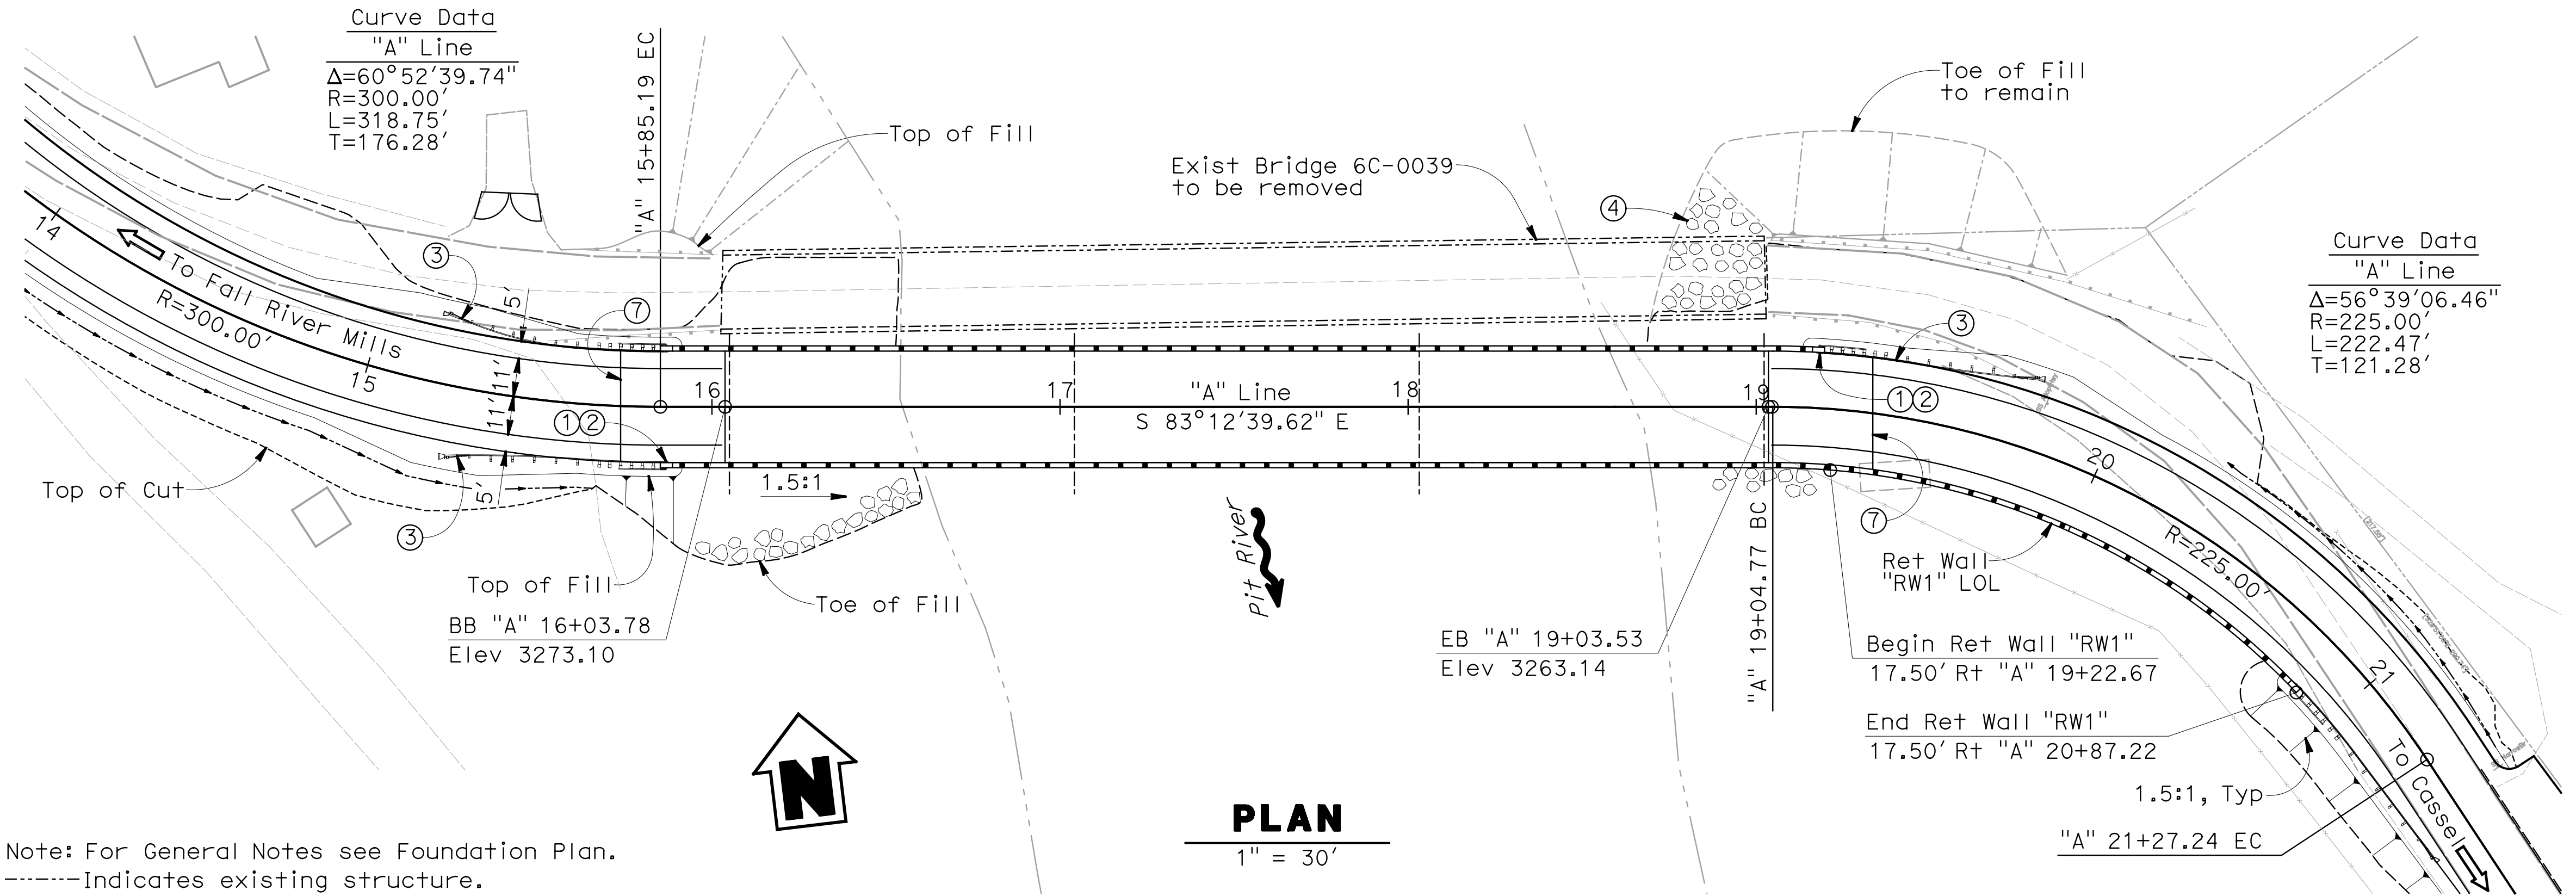 Curve Data
"A" Line
Δ=60°52'39.74"
R=300.00'
L=318.75'
T=176.28'
"A" 15+85.19 EC
Top of Fill
Exist Bridge 6C-0039
to be removed
Toe of Fill
to remain
④
Curve Data
"A" Line
Δ=56°39'06.46"
R=225.00'
L=222.47'
T=121.28'
14
To Fall River Mills
R=300.00'
15
③
5'
11'
11'
5'
⑦
①②
16
17
"A" Line
S 83°12'39.62" E
18
19
③
①②
20
⑦
R=225.00'
21
To Cassel
Top of Cut
③
1.5:1
Top of Fill
Toe of Fill
BB "A" 16+03.78
Elev 3273.10
Pit River
EB "A" 19+03.53
Elev 3263.14
"A" 19+04.77 BC
Ret Wall
"RW1" LOL
Begin Ret Wall "RW1"
17.50' Rt "A" 19+22.67
End Ret Wall "RW1"
17.50' Rt "A" 20+87.22
1.5:1, Typ
"A" 21+27.24 EC
N
PLAN
1" = 30'
Note: For General Notes see Foundation Plan.
Indicates existing structure.